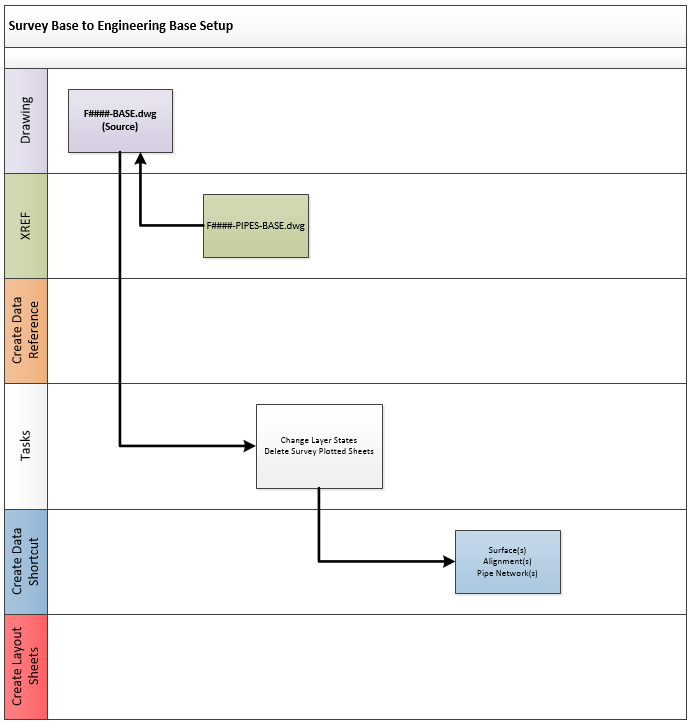 Survey Base to Engineering Base Setup
Drawing
F####-BASE.dwg
(Source)
XREF
F####-PIPES-BASE.dwg
Create Data
Reference
Tasks
Change Layer States
Delete Survey Plotted Sheets
Create Data
Shortcut
Surface(s)
Alignment(s)
Pipe Network(s)
Create Layout
Sheets